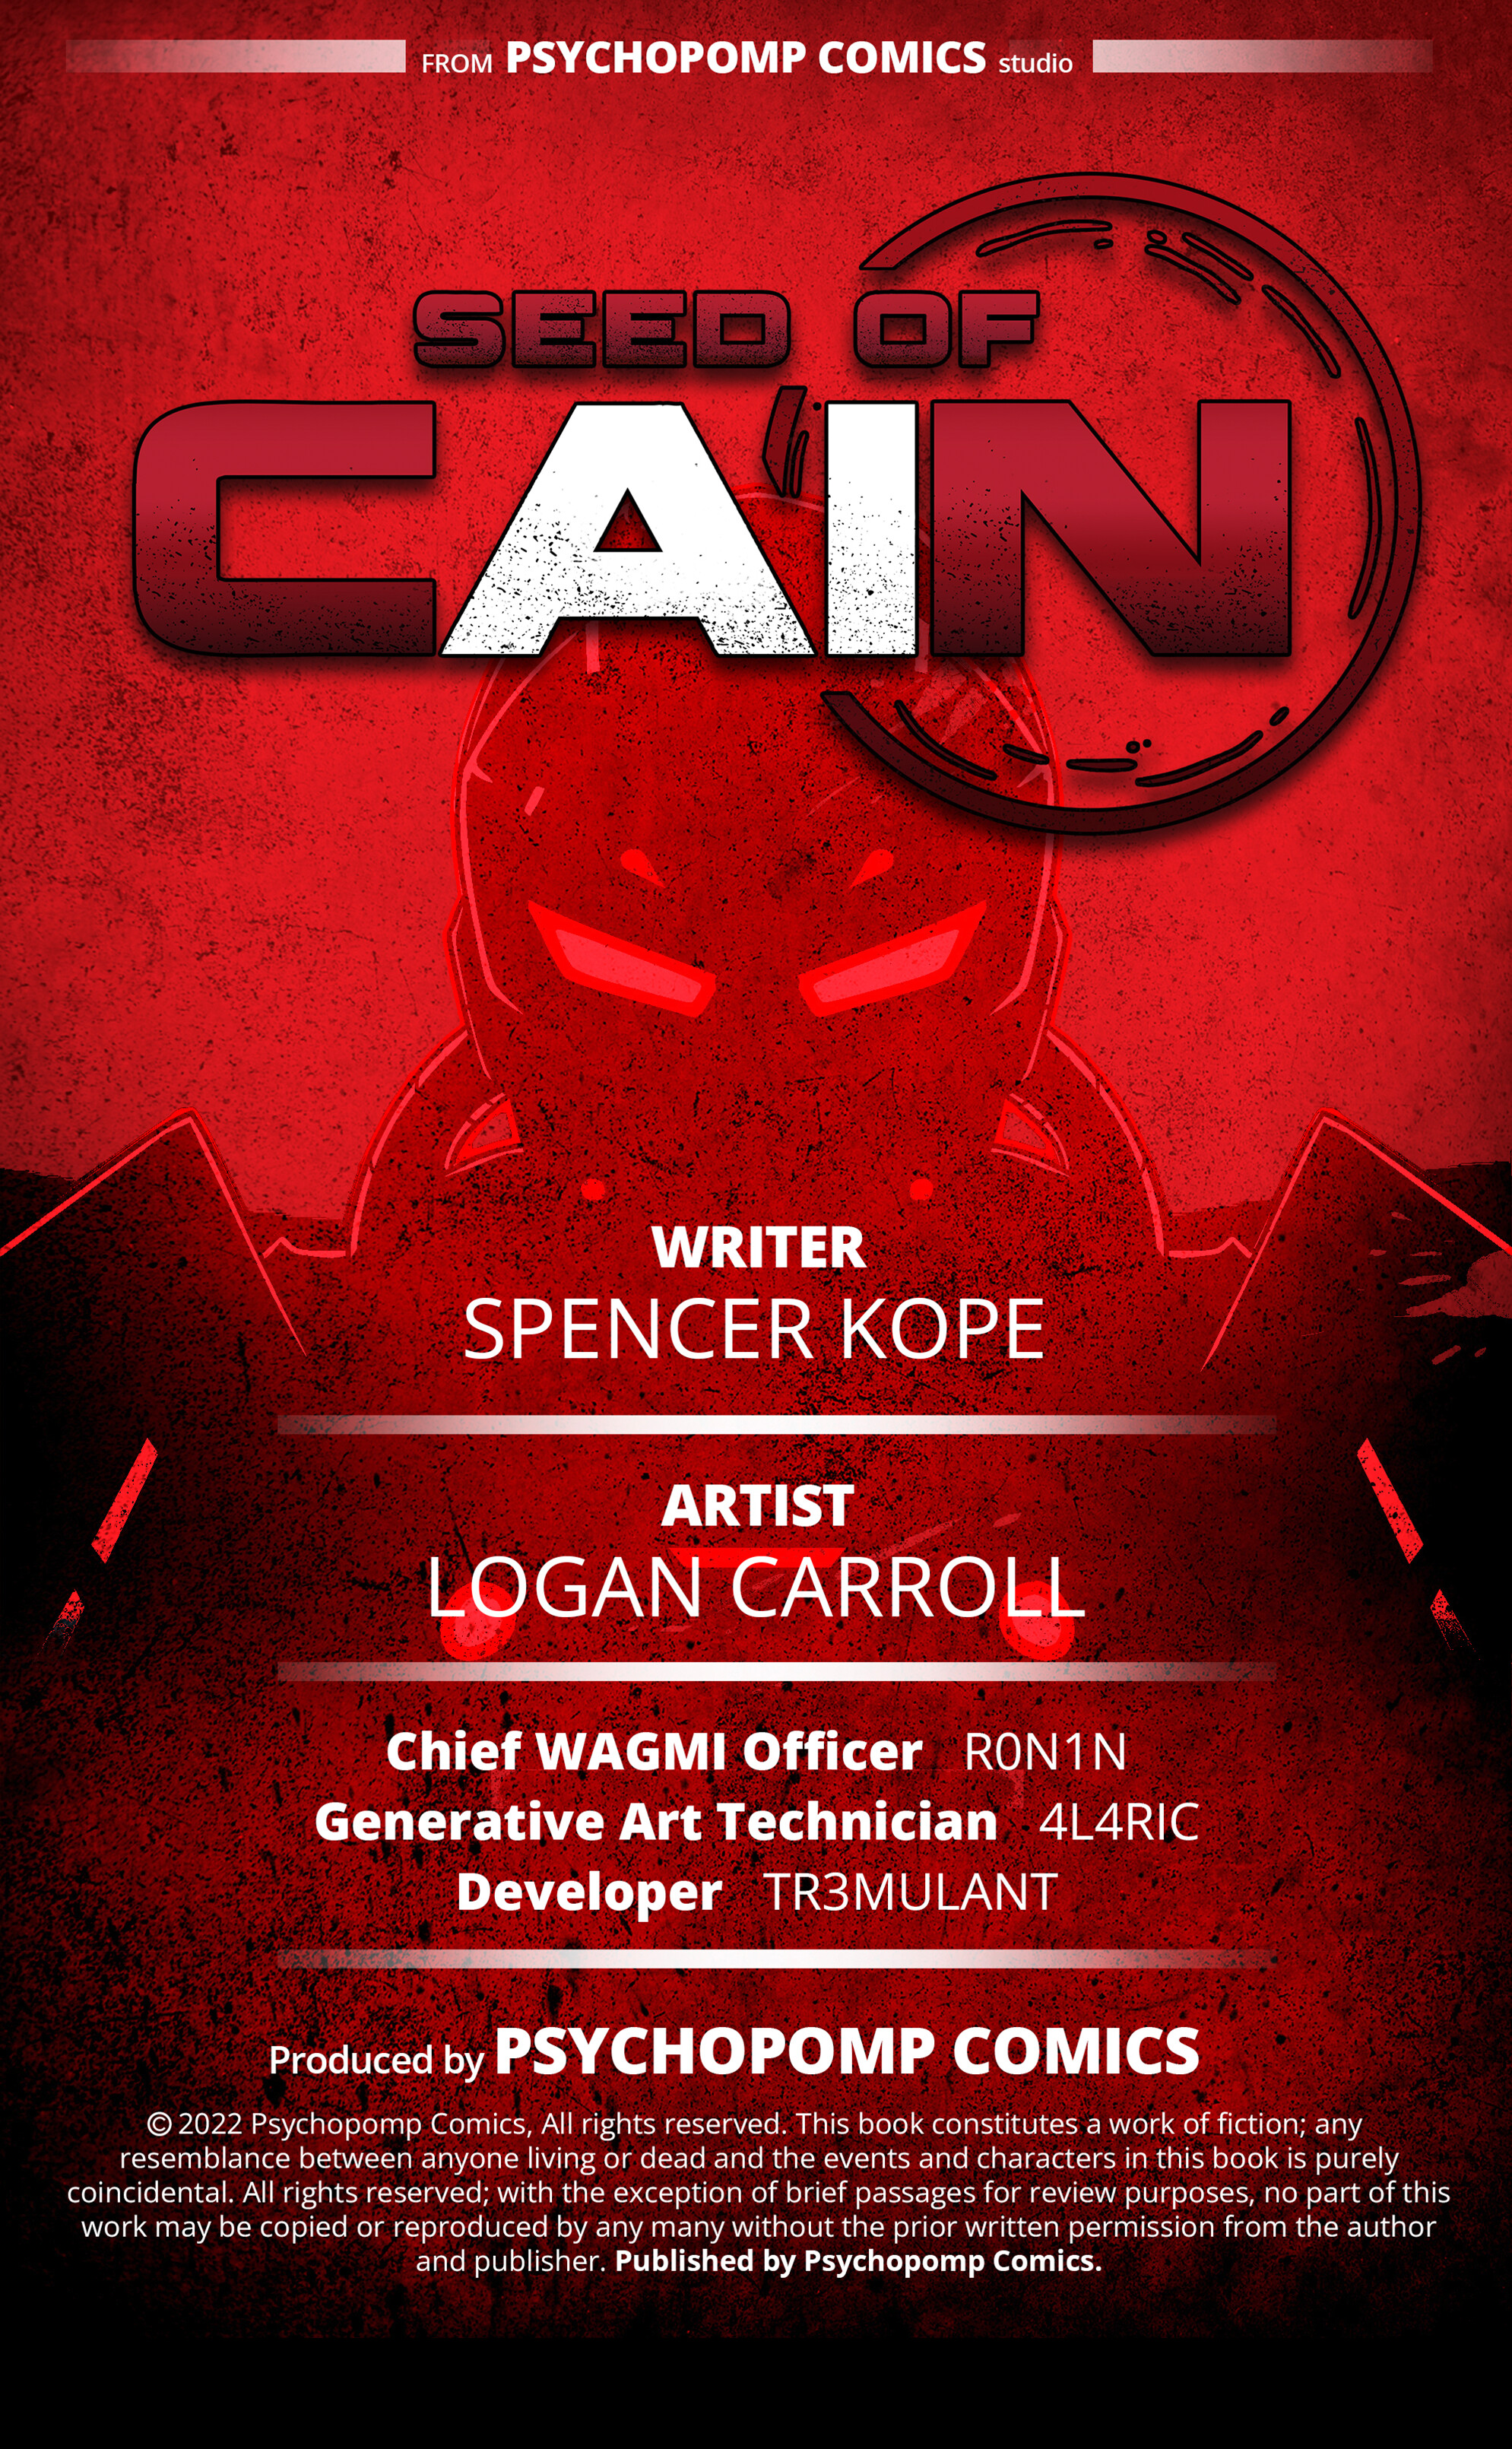 FROM PSYCHOPOMP COMICS studio
SEED OF
CAIN
WRITER
SPENCER KOPE
ARTIST
LOGAN CARROLL
Chief WAGMI Officer R0N1N
Generative Art Technician 4L4RIC
Developer TR3MULANT
Produced by PSYCHOPOMP COMICS
© 2022 Psychopomp Comics, All rights reserved. This book constitutes a work of fiction; any
resemblance between anyone living or dead and the events and characters in this book is purely
coincidental. All rights reserved; with the exception of brief passages for review purposes, no part of this
work may be copied or reproduced by any many without the prior written permission from the author
and publisher. Published by Psychopomp Comics.